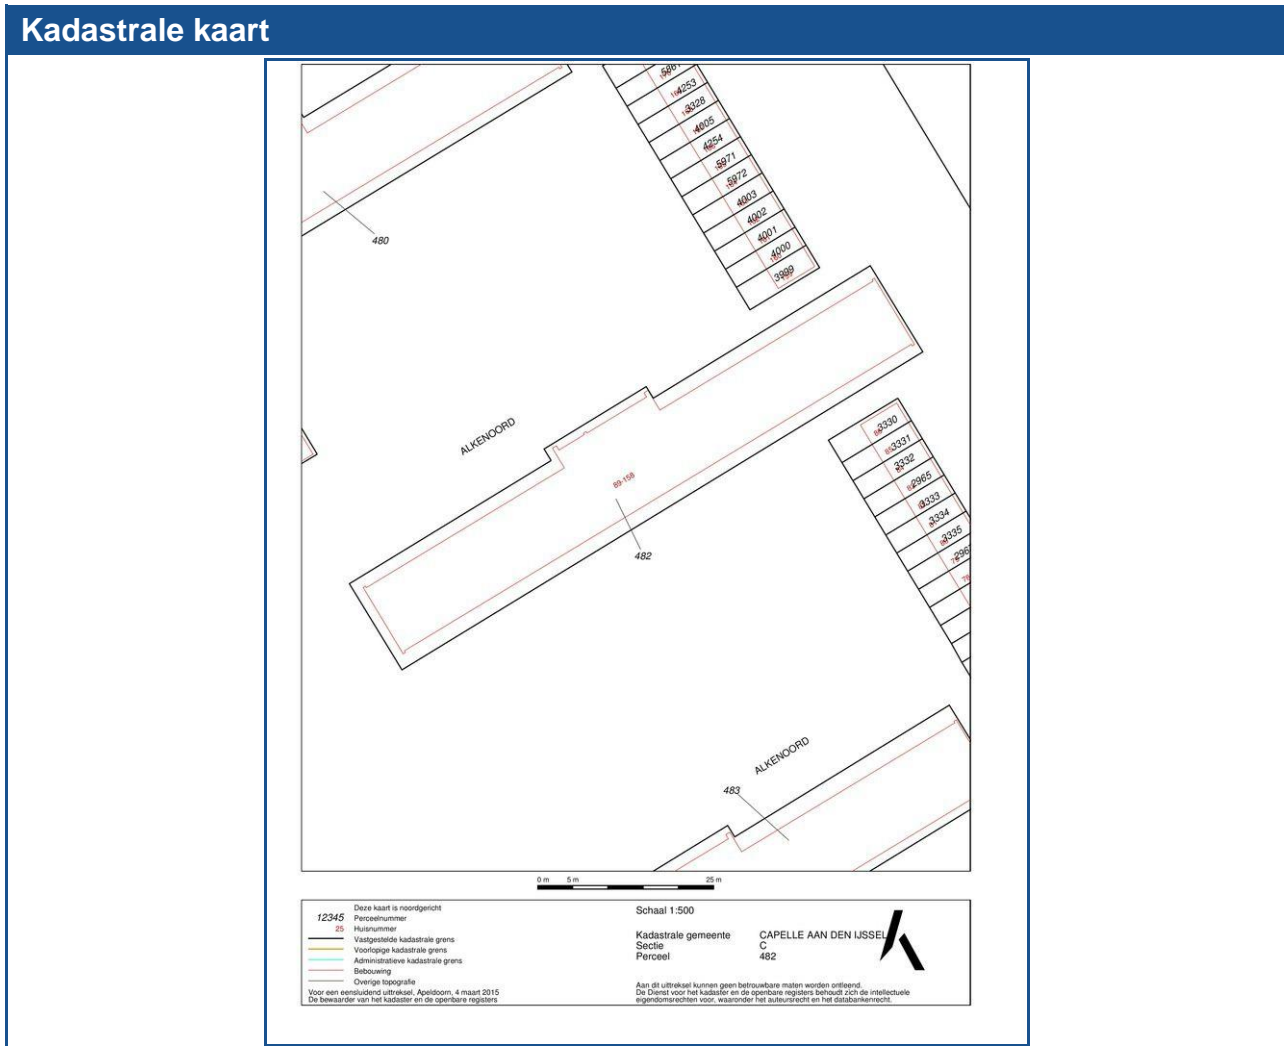 Kadastrale kaart
4253
3328
4005
4254
5971
5972
4003
4002
4001
4000
3999
480
ALKENOORD
89-158
482
3330
3331
3332
2965
3333
3334
3335
ALKENOORD
483
0 m 5 m 25 m
Deze kaart is noordgericht
12345 Perceelnummer
25 Huisnummer
Vastgestelde kadastrale grens
Voorlopige kadastrale grens
Administratieve kadastrale grens
Bebouwing
Overige topografie
Voor een eensluidend uittreksel, Apeldoorn, 4 maart 2015
De bewaarder van het kadaster en de openbare registers
Schaal 1:500
Kadastrale gemeente CAPELLE AAN DEN IJSSEL
Sectie C
Perceel 482
Aan dit uittreksel kunnen geen betrouwbare maten worden ontleend.
De Dienst voor het kadaster en de openbare registers behoudt zich de intellectuele
eigendomsrechten voor, waaronder het auteursrecht en het databankenrecht.